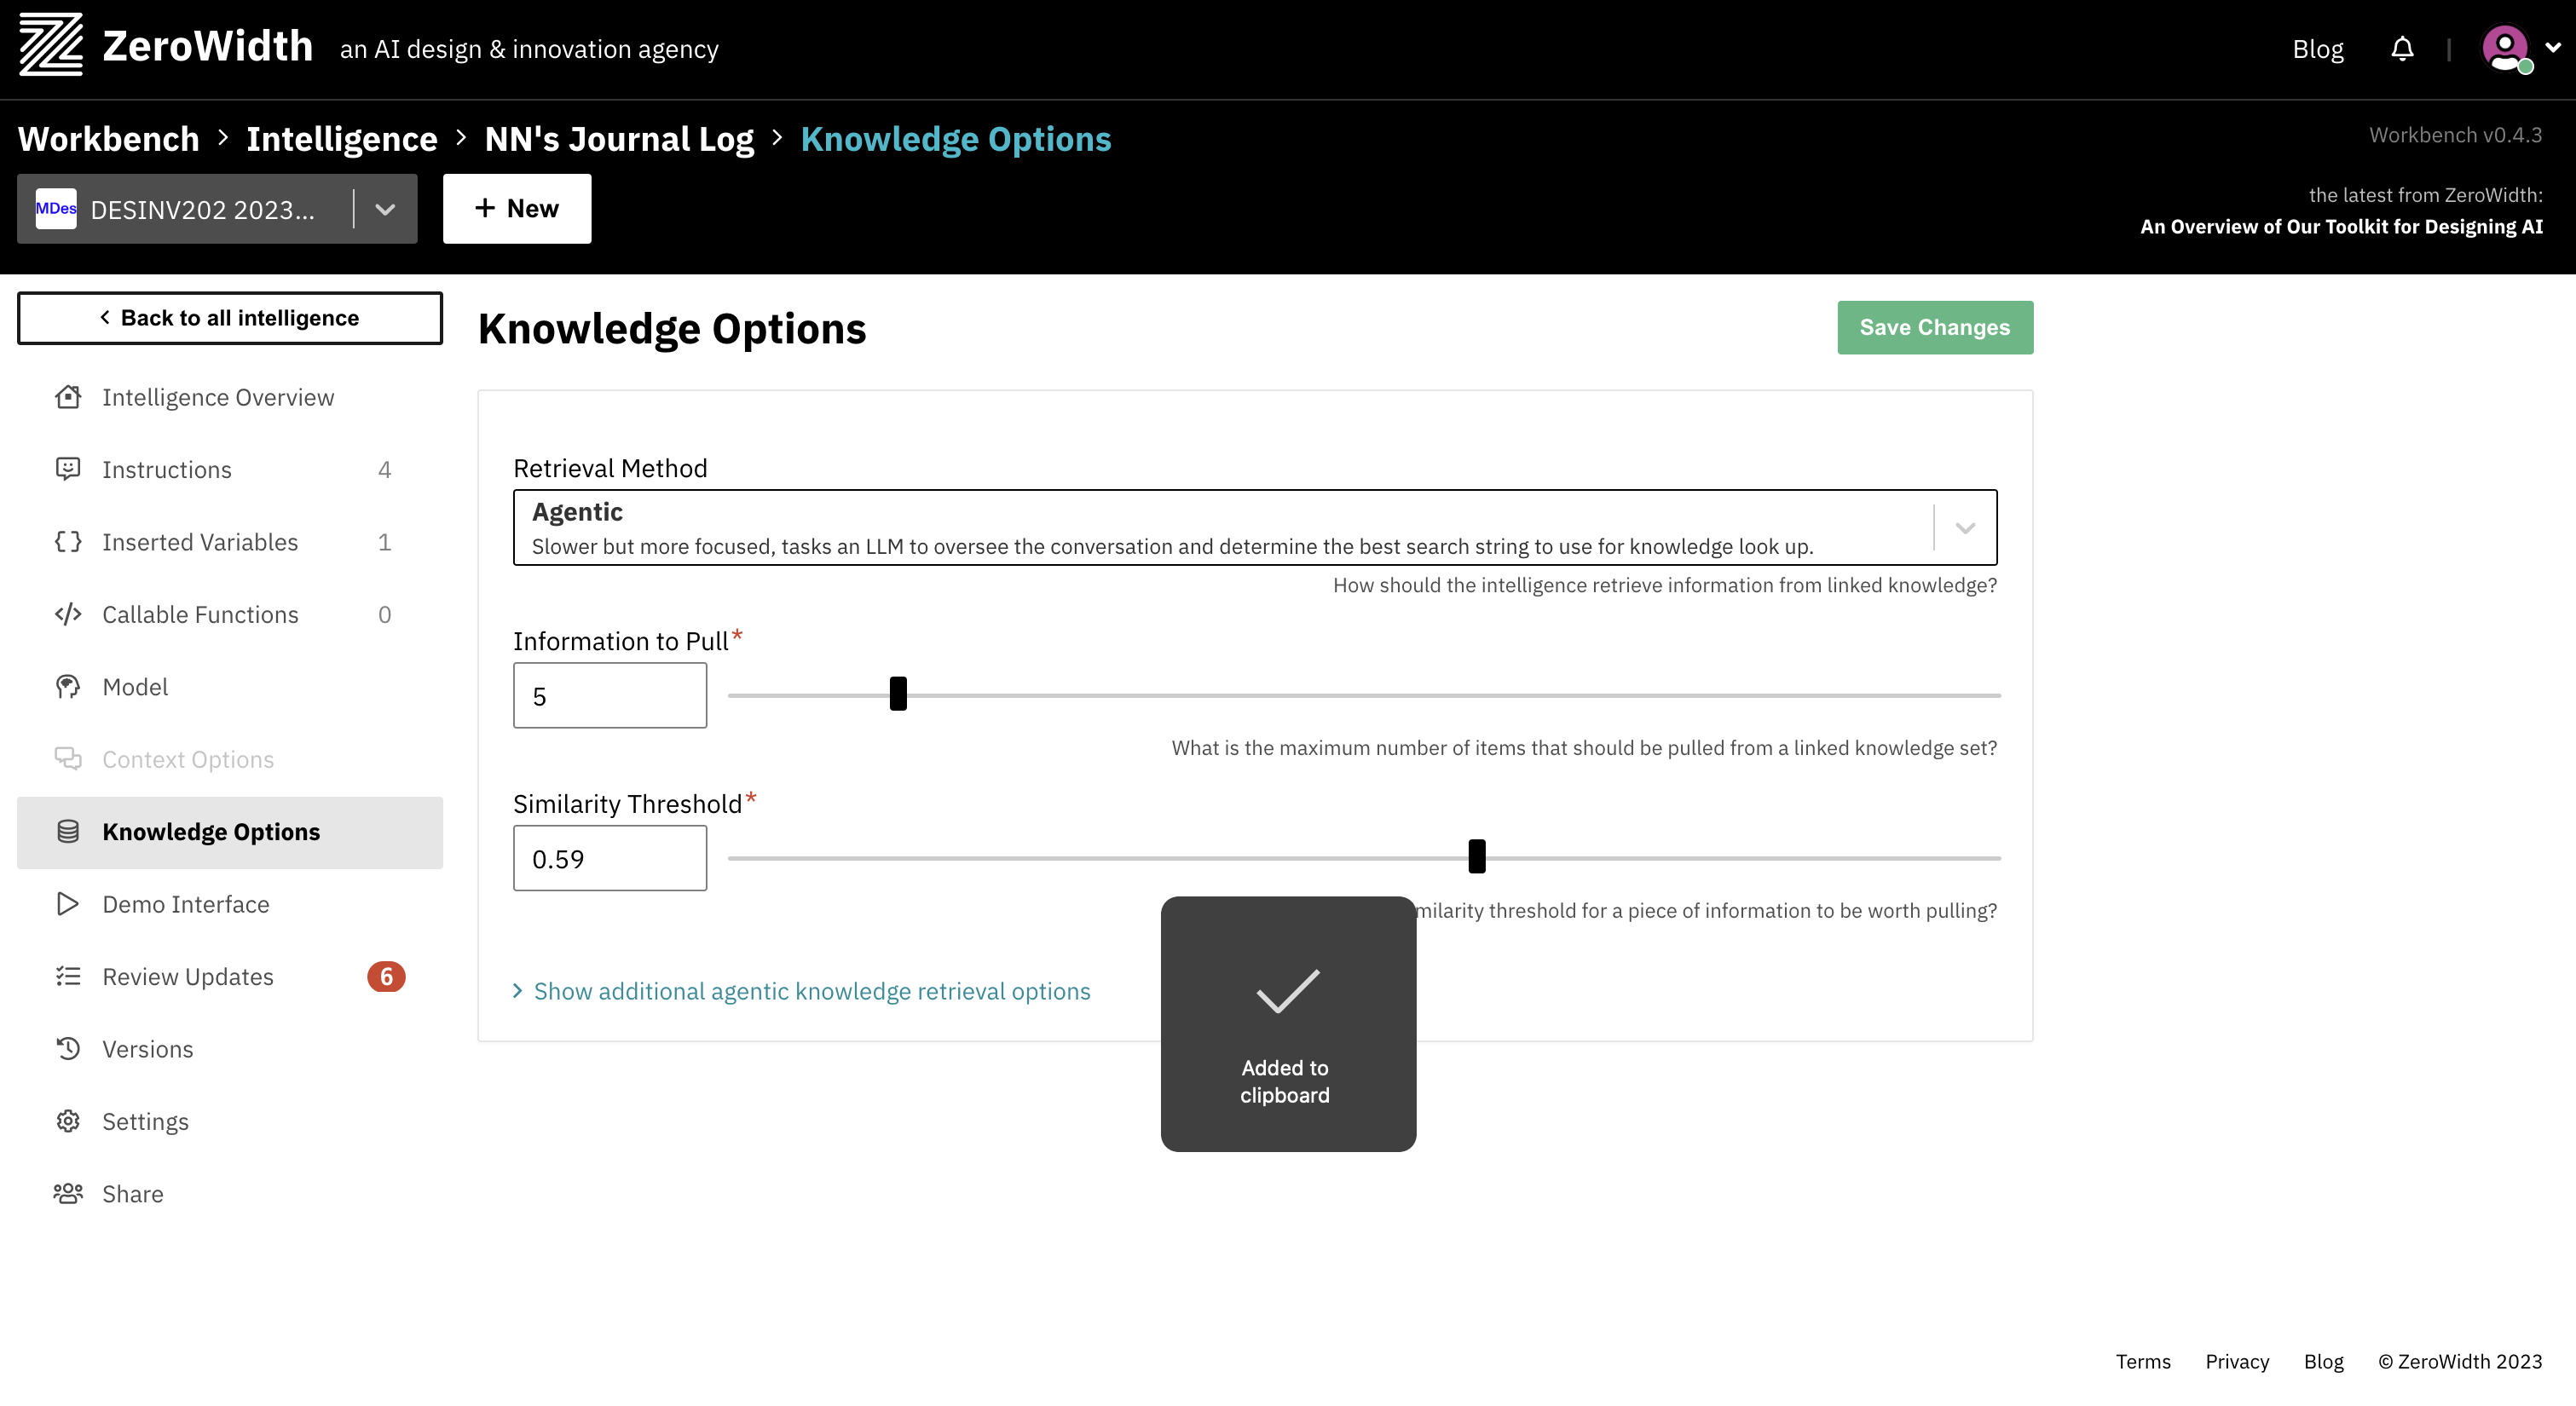 ZeroWidth an AI design & innovation agency
Blog
Workbench > Intelligence > NN's Journal Log > Knowledge Options
Workbench v0.4.3
MDes DESINV202 2023...
+ New
the latest from ZeroWidth:
An Overview of Our Toolkit for Designing AI
< Back to all intelligence
Intelligence Overview
Instructions 4
Inserted Variables 1
Callable Functions 0
Model
Context Options
Knowledge Options
Demo Interface
Review Updates 6
Versions
Settings
Share
Knowledge Options
Save Changes
Retrieval Method
Agentic
Slower but more focused, tasks an LLM to oversee the conversation and determine the best search string to use for knowledge look up.
How should the intelligence retrieve information from linked knowledge?
Information to Pull*
5
What is the maximum number of items that should be pulled from a linked knowledge set?
Similarity Threshold*
0.59
milarity threshold for a piece of information to be worth pulling?
> Show additional agentic knowledge retrieval options
Added to
clipboard
Terms Privacy Blog © ZeroWidth 2023